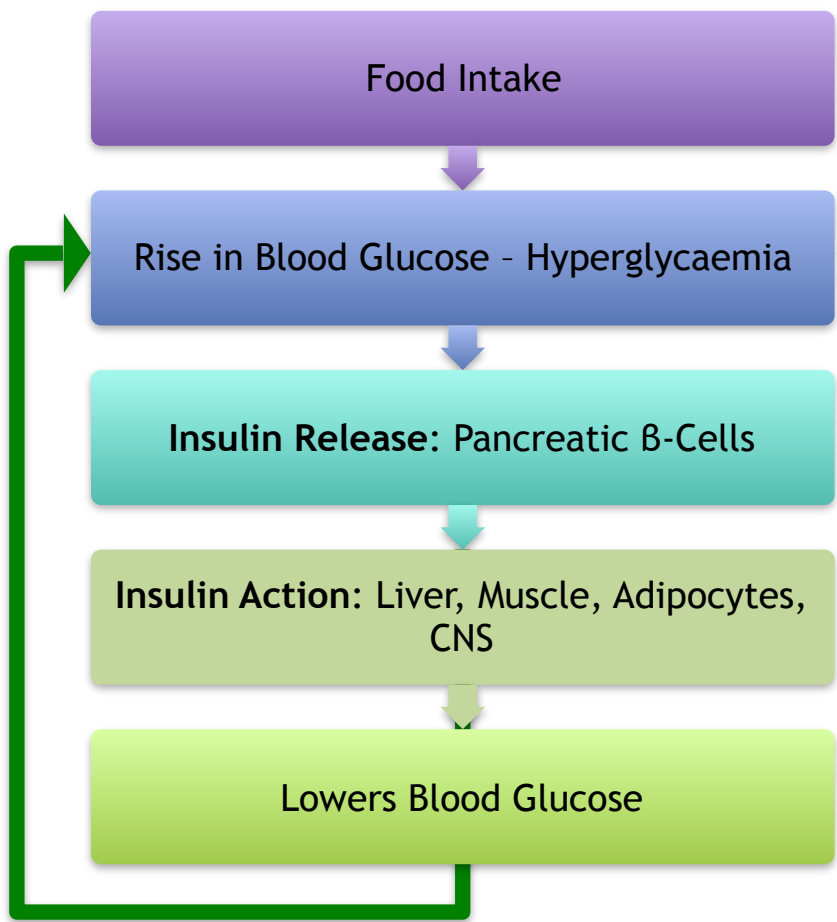 Food Intake
Rise in Blood Glucose – Hyperglycaemia
Insulin Release: Pancreatic β-Cells
Insulin Action: Liver, Muscle, Adipocytes,
CNS
Lowers Blood Glucose